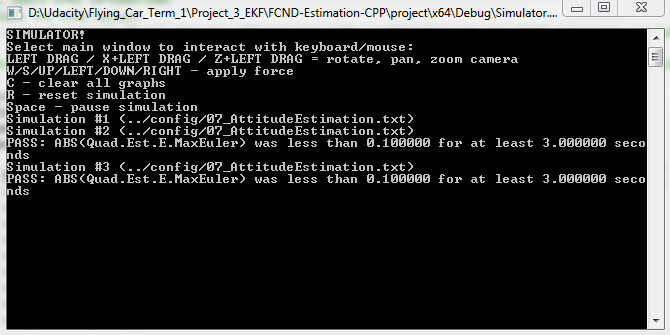 D:\Udacity\Flying_Car_Term_1\Project_3_EKF\FCND-Estimation-CPP\project\x64\Debug\Simulator....
SIMULATOR!
Select main window to interact with keyboard/mouse:
LEFT DRAG / X+LEFT DRAG / Z+LEFT DRAG = rotate, pan, zoom camera
W/S/UP/LEFT/DOWN/RIGHT - apply force
C - clear all graphs
R - reset simulation
Space - pause simulation
Simulation #1 (../config/07_AttitudeEstimation.txt)
Simulation #2 (../config/07_AttitudeEstimation.txt)
PASS: ABS(Quad.Est.E.MaxEuler) was less than 0.100000 for at least 3.000000 seco
nds
Simulation #3 (../config/07_AttitudeEstimation.txt)
PASS: ABS(Quad.Est.E.MaxEuler) was less than 0.100000 for at least 3.000000 seco
nds